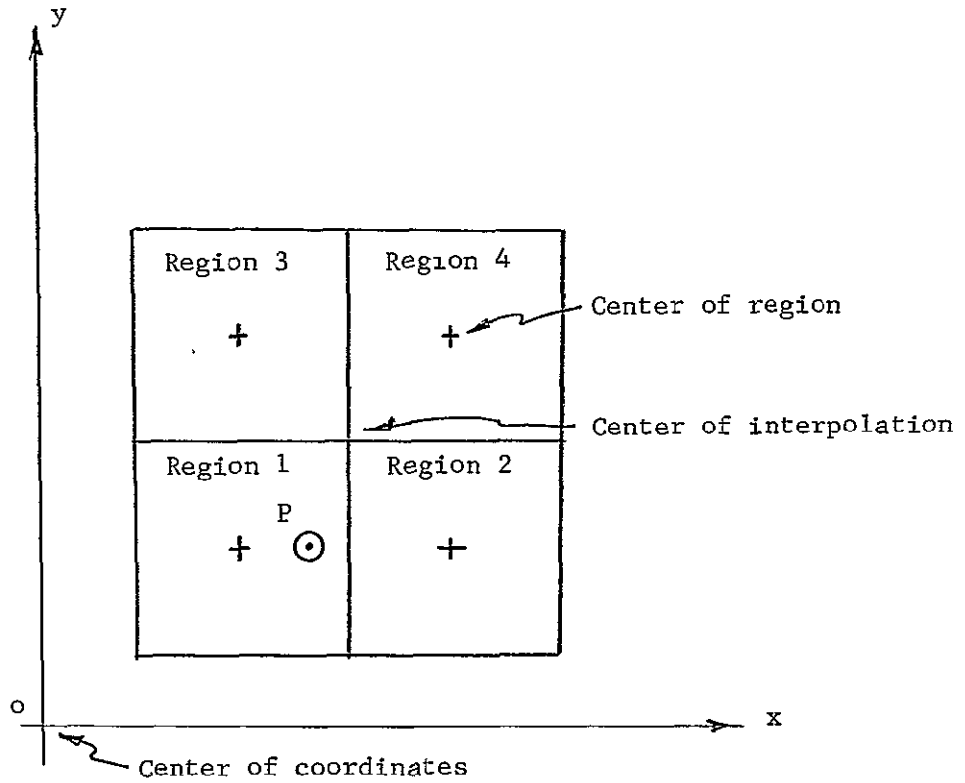 y
Region 3
Region 4
Center of region
Center of interpolation
Region 1
Region 2
P
o
x
Center of coordinates